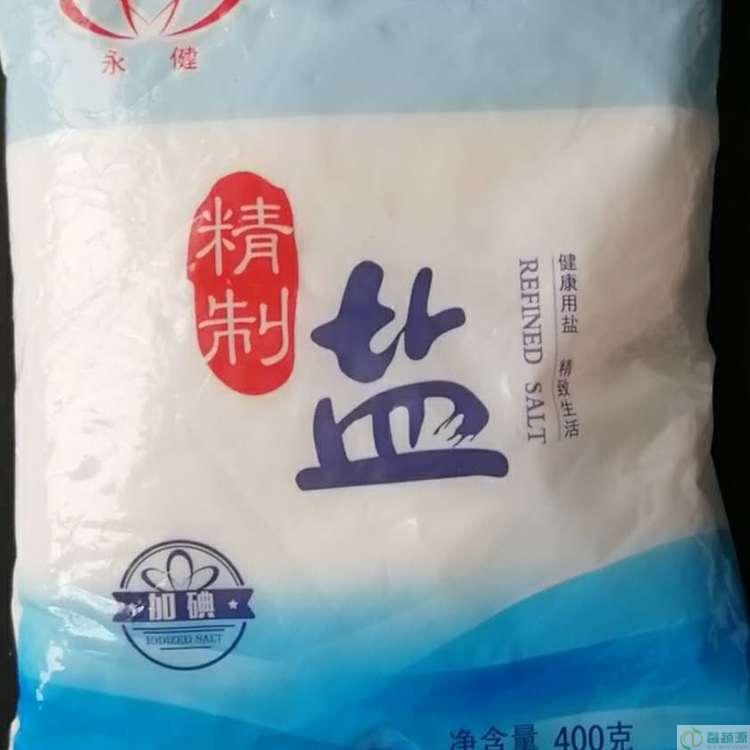 永健
精制
盐
REFINED SALT
健康用盐 精致生活
加碘
IODIZED SALT
净含量 400克